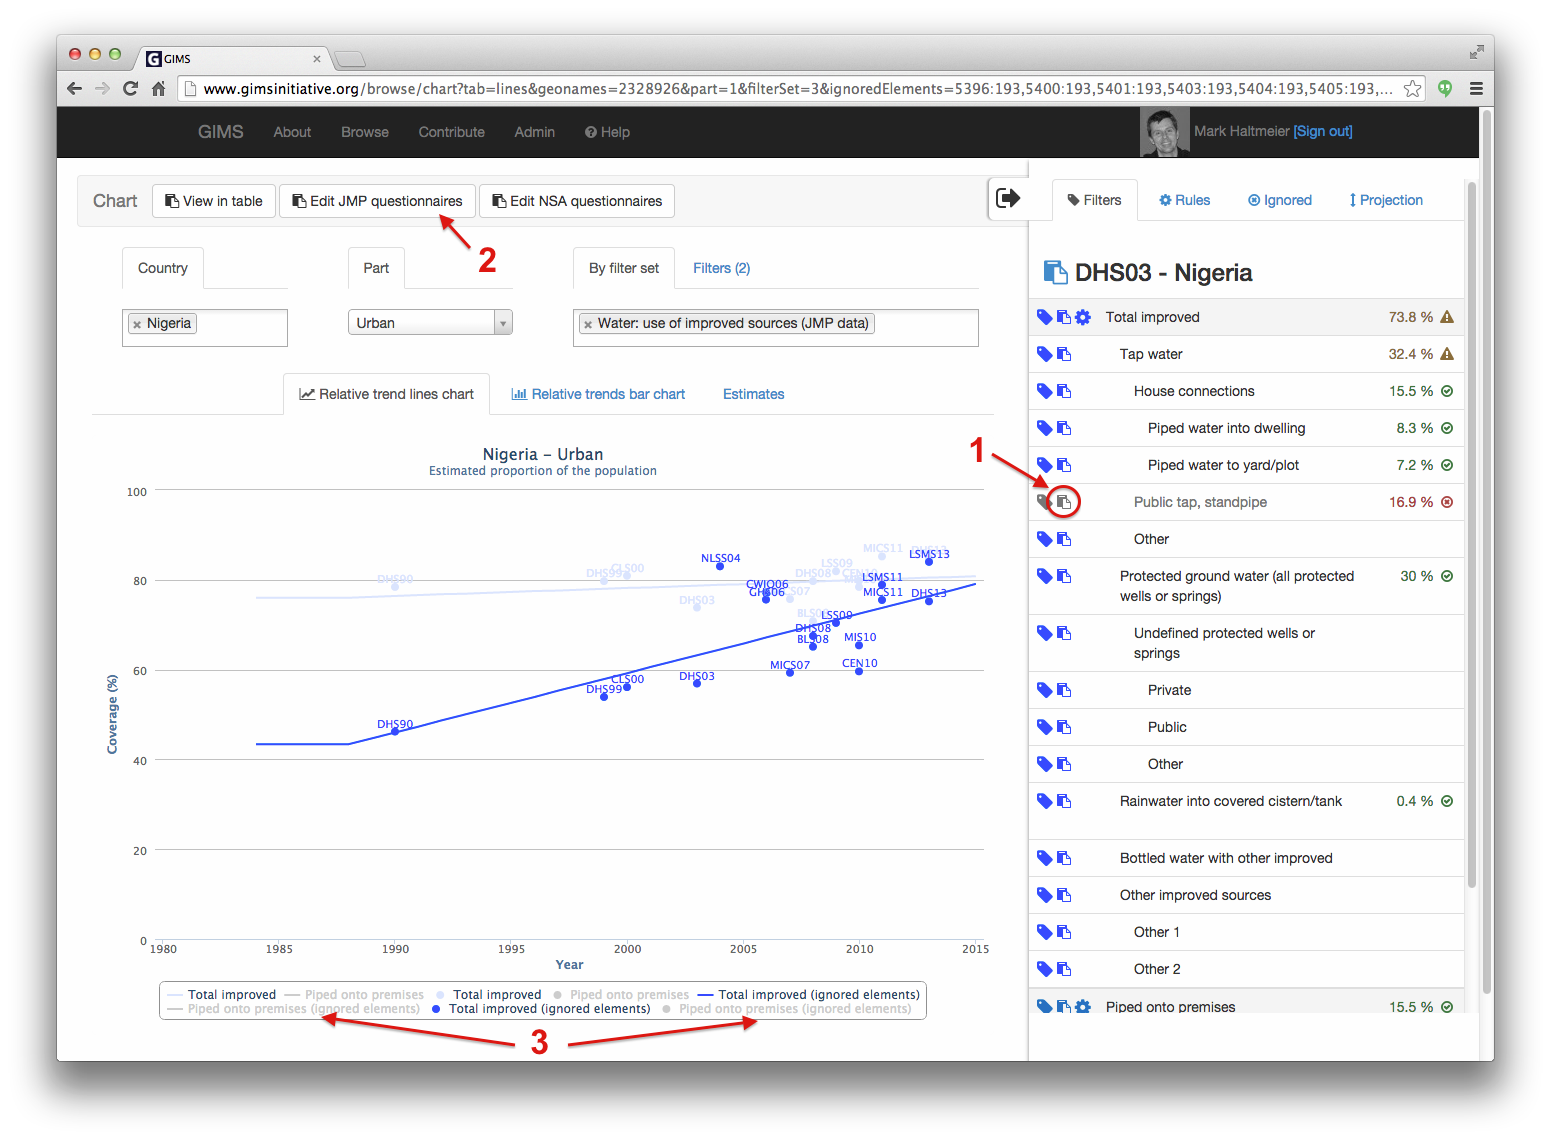 GIMS
www.gimsinitiative.org/browse/chart?tab=lines&geonames=2328926&part=1&filterSet=3&ignoredElements=5396:193,5400:193,5401:193,5403:193,5404:193,5405:193,...
GIMS About Browse Contribute Admin Help
Mark Haltmeier [Sign out]
Chart View in table Edit JMP questionnaires Edit NSA questionnaires
2
Country Part By filter set Filters (2)
Nigeria Urban Water: use of improved sources (JMP data)
Relative trend lines chart Relative trends bar chart Estimates
Nigeria – Urban
Estimated proportion of the population
Coverage (%)
100
80
60
40
20
0
DHS90
DHS99
CLS00
DHS03
DHS08
LSS09
MICS11
NLSS04
CWIQ06
GHS06
LSMS13
LSMS11
MICS11
DHS13
LSS09
DHS08
BLS08
MIS10
MICS07
CEN10
DHS03
CLS00
DHS99
DHS90
1980 1985 1990 1995 2000 2005 2010 2015
Year
Total improved Piped onto premises Total improved Piped onto premises Total improved (ignored elements)
Piped onto premises (ignored elements) Total improved (ignored elements) Piped onto premises (ignored elements)
3
Filters Rules Ignored Projection
DHS03 - Nigeria
Total improved 73.8 %
Tap water 32.4 %
House connections 15.5 %
Piped water into dwelling 8.3 %
Piped water to yard/plot 7.2 %
1
Public tap, standpipe 16.9 %
Other
Protected ground water (all protected 30 %
wells or springs)
Undefined protected wells or
springs
Private
Public
Other
Rainwater into covered cistern/tank 0.4 %
Bottled water with other improved
Other improved sources
Other 1
Other 2
Piped onto premises 15.5 %